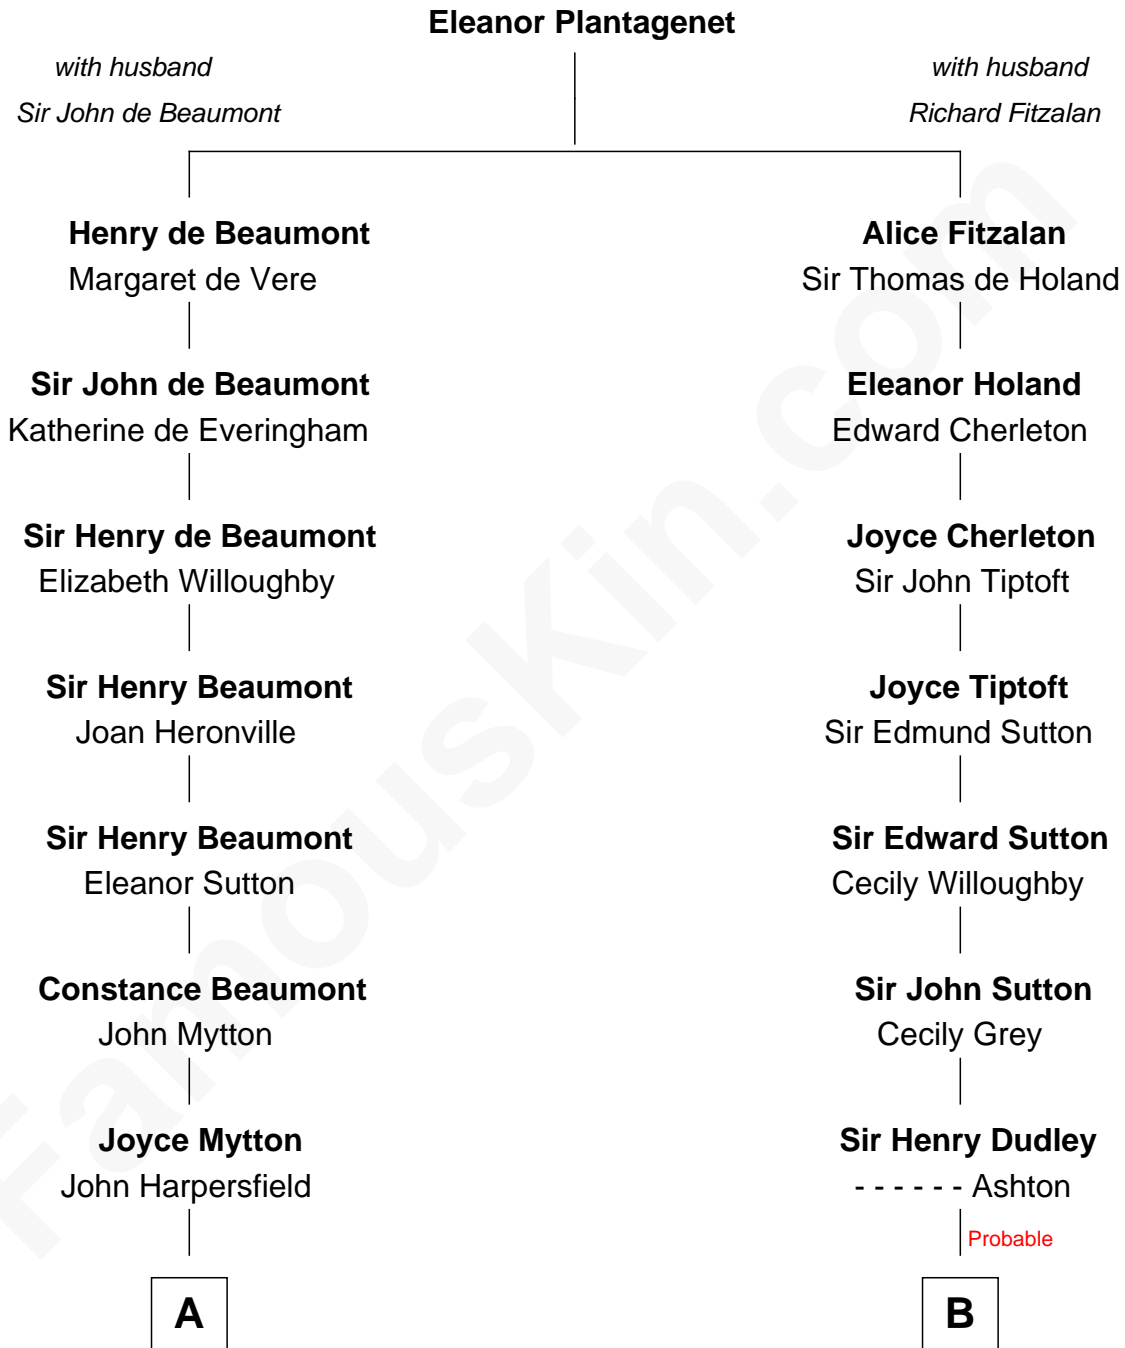 Eleanor Plantagenet
with husband
Sir John de Beaumont
with husband
Richard Fitzalan
Henry de Beaumont
Margaret de Vere
Alice Fitzalan
Sir Thomas de Holand
Sir John de Beaumont
Katherine de Everingham
Eleanor Holand
Edward Cherleton
Sir Henry de Beaumont
Elizabeth Willoughby
Joyce Cherleton
Sir John Tiptoft
Sir Henry Beaumont
Joan Heronville
Joyce Tiptoft
Sir Edmund Sutton
Sir Henry Beaumont
Eleanor Sutton
Sir Edward Sutton
Cecily Willoughby
Constance Beaumont
John Mytton
Sir John Sutton
Cecily Grey
Joyce Mytton
John Harpersfield
Sir Henry Dudley
- - - - - - Ashton
Probable
A
B
FamousKin.com